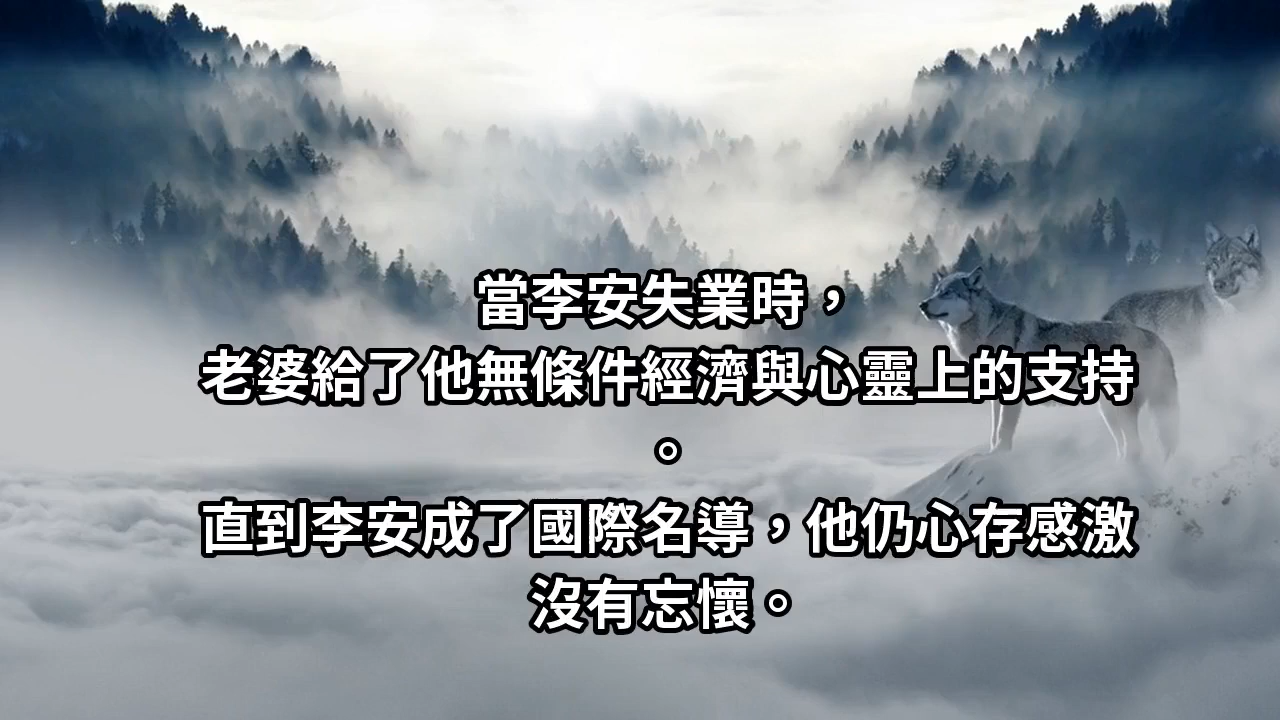 當李安失業時，
老婆給了他無條件經濟與心靈上的支持
。
直到李安成了國際名導，他仍心存感激
沒有忘懷。